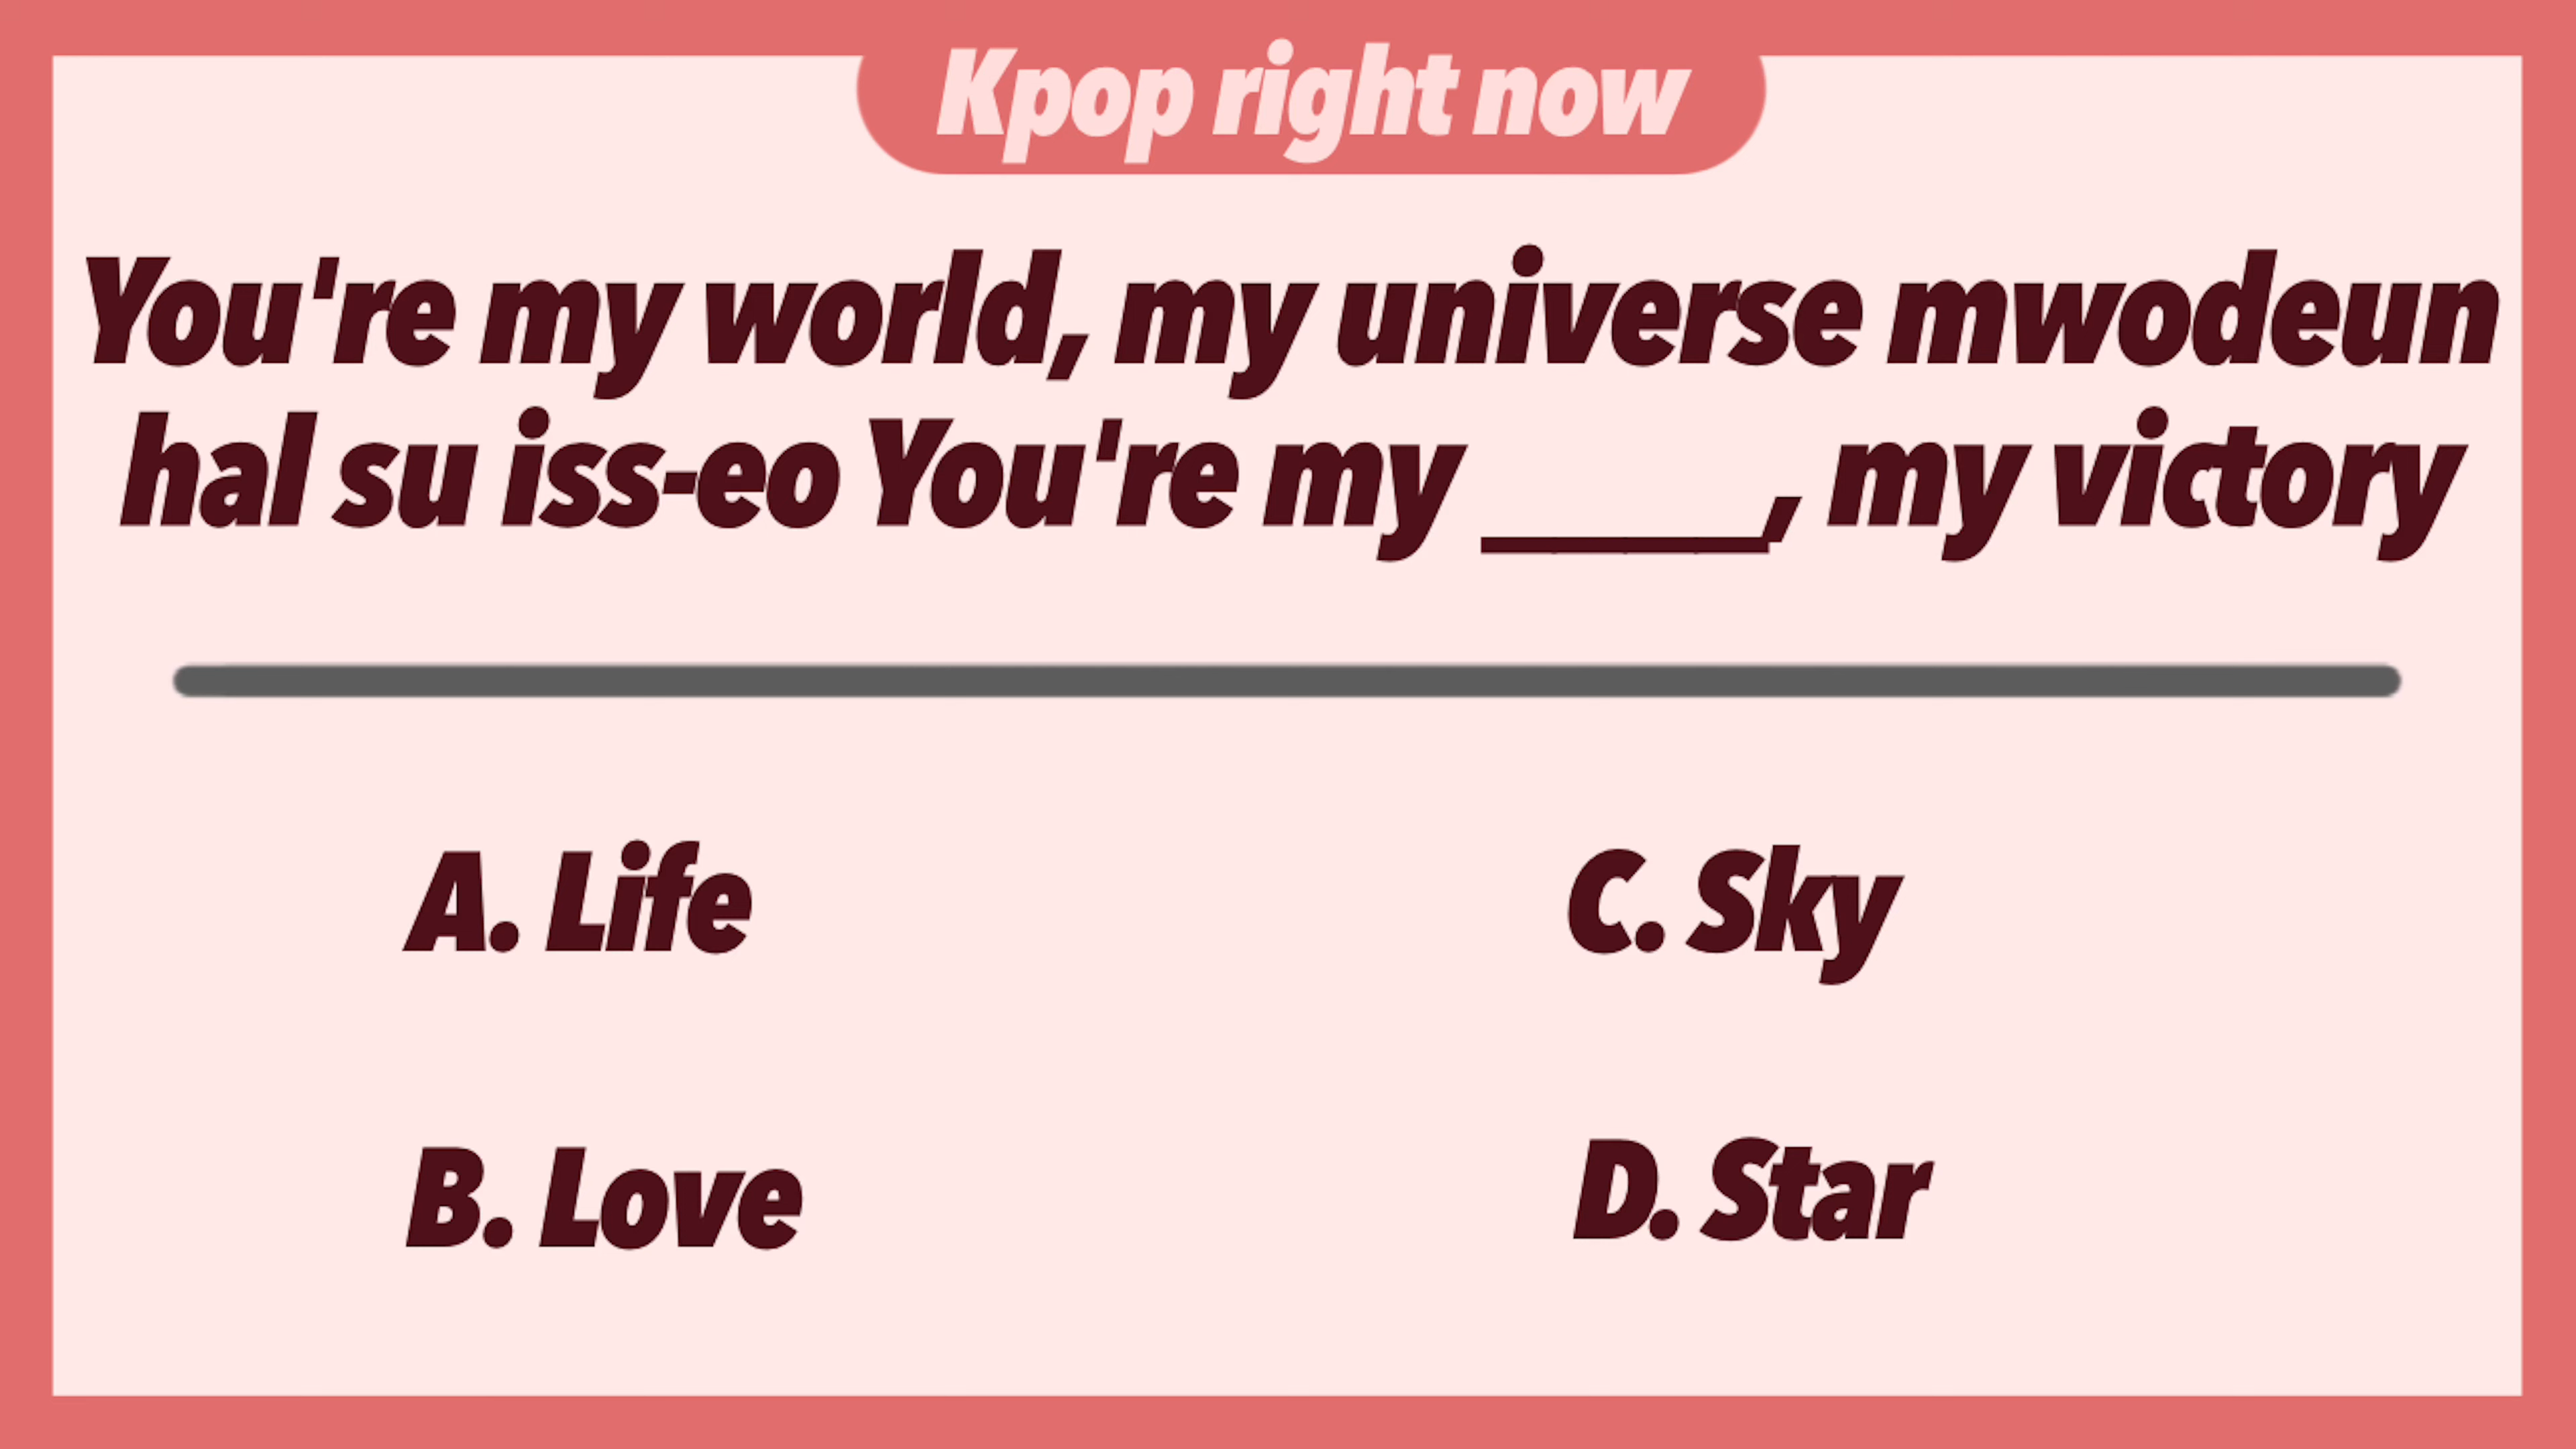 Kpop right now
You're my world, my universe mwodeun
hal su iss-eo You're my ____, my victory
A. Life
C. Sky
B. Love
D. Star